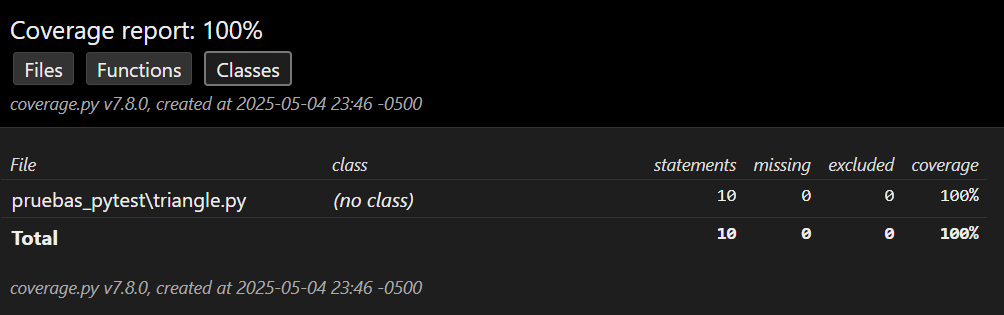 Coverage report: 100%
Files Functions Classes
coverage.py v7.8.0, created at 2025-05-04 23:46 -0500
File class statements missing excluded coverage
pruebas_pytest\triangle.py (no class) 10 0 0 100%
Total 10 0 0 100%
coverage.py v7.8.0, created at 2025-05-04 23:46 -0500